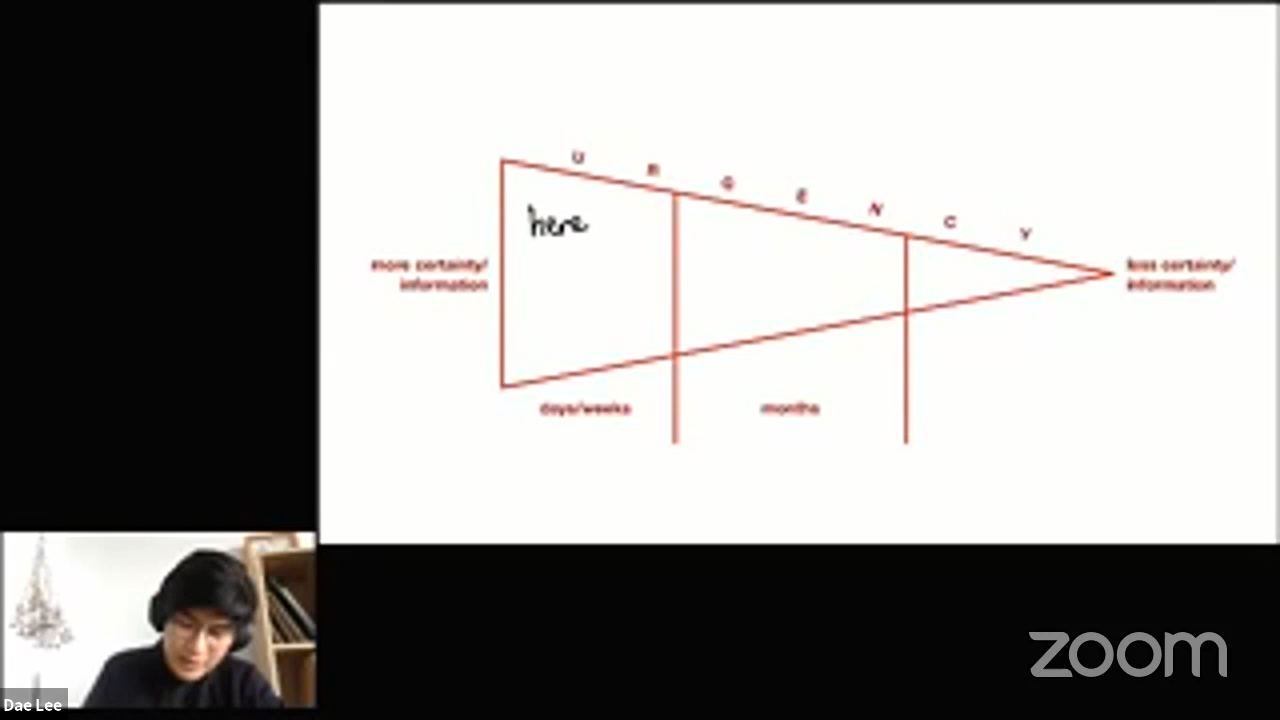 U R G E N C Y
here
more certainty/
information
less certainty/
information
days/weeks
months
zoom
Dae Lee